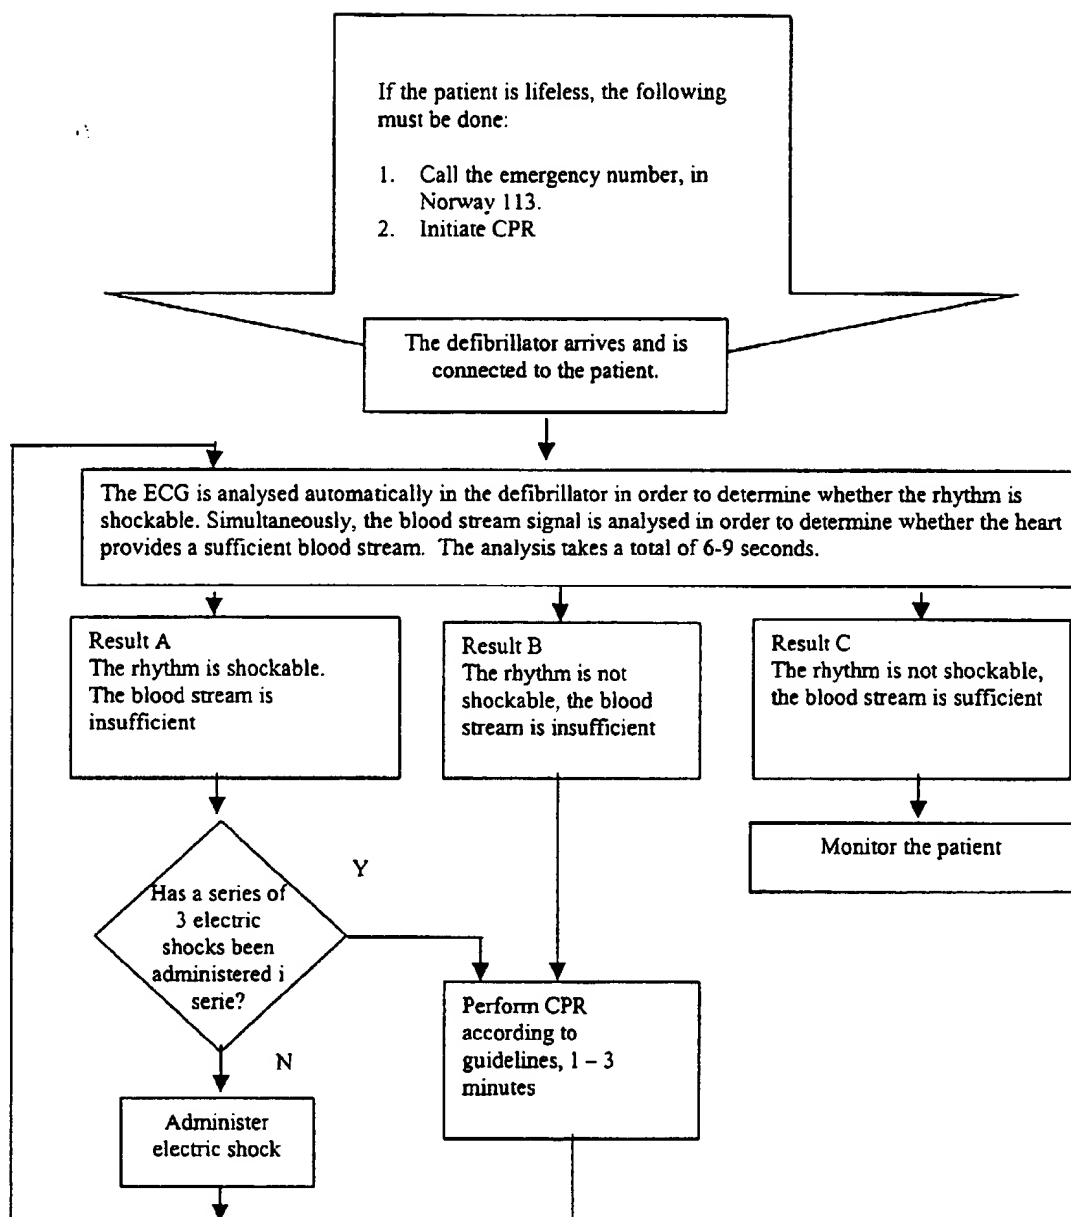 If the patient is lifeless, the following
must be done:
1. Call the emergency number, in
Norway 113.
2. Initiate CPR
The defibrillator arrives and is
connected to the patient.
The ECG is analysed automatically in the defibrillator in order to determine whether the rhythm is
shockable. Simultaneously, the blood stream signal is analysed in order to determine whether the heart
provides a sufficient blood stream. The analysis takes a total of 6-9 seconds.
Result A
The rhythm is shockable.
The blood stream is
insufficient
Result B
The rhythm is not
shockable, the blood
stream is insufficient
Result C
The rhythm is not shockable,
the blood stream is sufficient
Monitor the patient
Y
Has a series of
3 electric
shocks been
administered i
serie?
N
Perform CPR
according to
guidelines, 1 – 3
minutes
Administer
electric shock